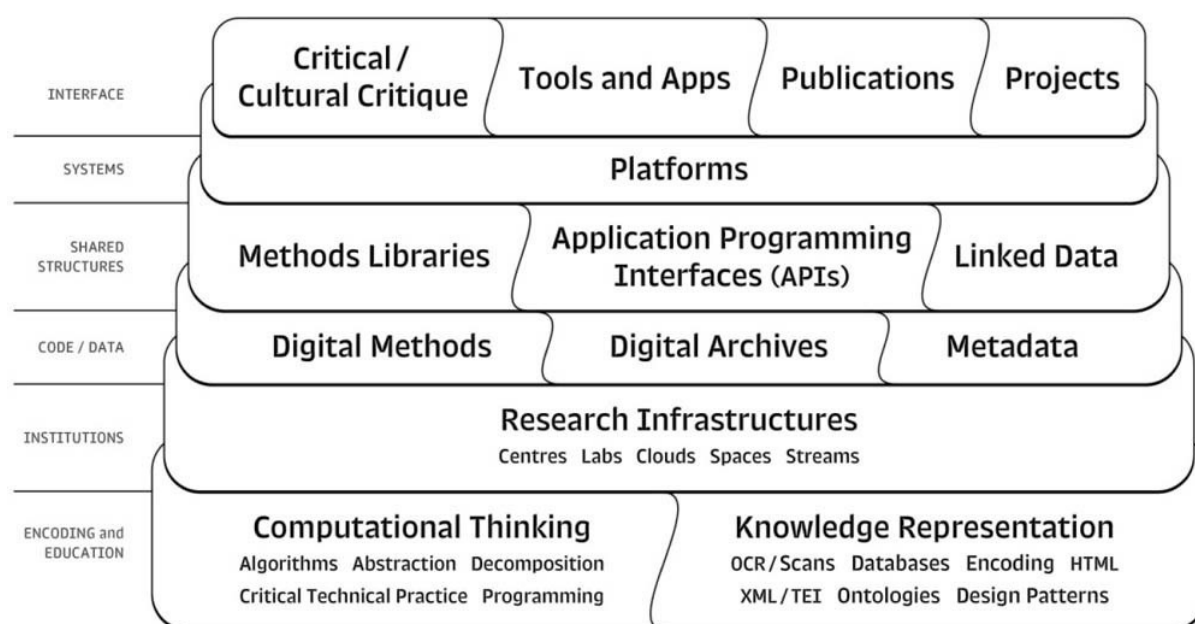 INTERFACE
Critical /
Cultural Critique
Tools and Apps
Publications
Projects
SYSTEMS
Platforms
SHARED
STRUCTURES
Methods Libraries
Application Programming
Interfaces (APIs)
Linked Data
CODE / DATA
Digital Methods
Digital Archives
Metadata
INSTITUTIONS
Research Infrastructures
Centres Labs Clouds Spaces Streams
ENCODING and
EDUCATION
Computational Thinking
Algorithms Abstraction Decomposition
Critical Technical Practice Programming
Knowledge Representation
OCR/Scans Databases Encoding HTML
XML/TEI Ontologies Design Patterns